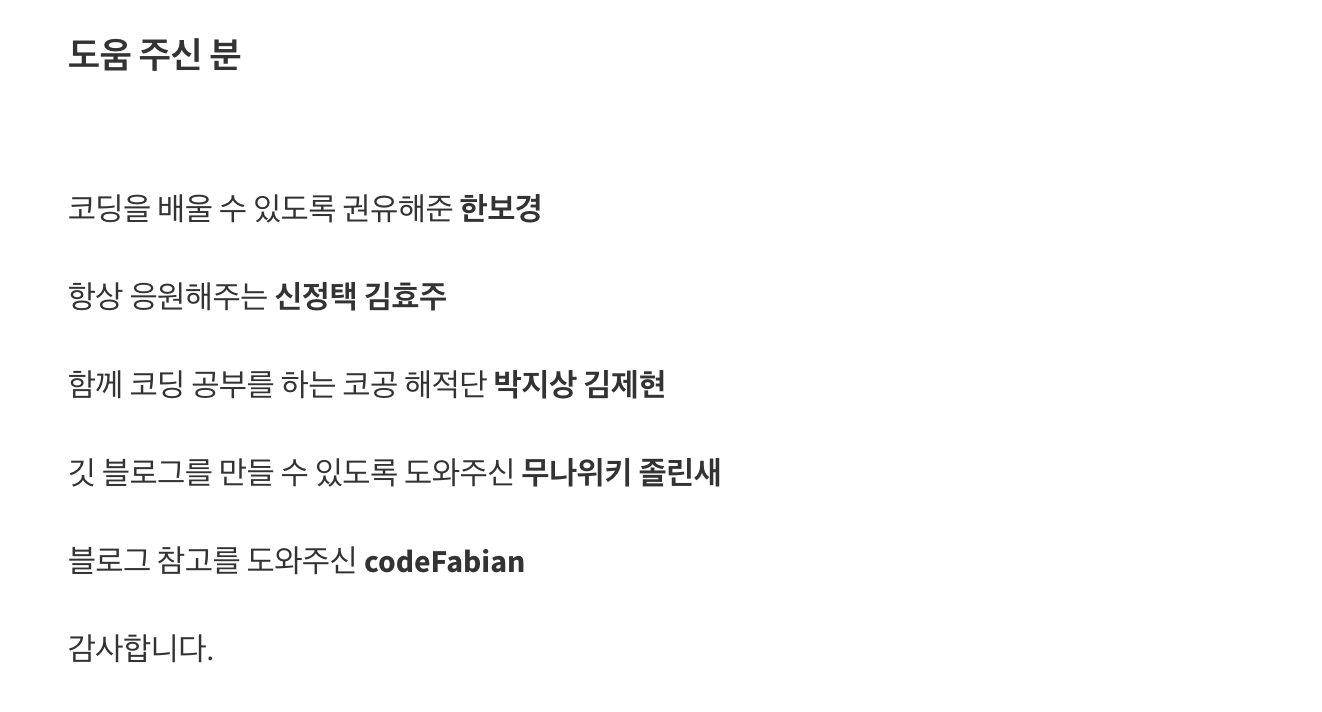 도움 주신 분
코딩을 배울 수 있도록 권유해준 한보경
항상 응원해주는 신정택 김효주
함께 코딩 공부를 하는 코공 해적단 박지상 김제현
깃 블로그를 만들 수 있도록 도와주신 무나위키 졸린새
블로그 참고를 도와주신 codeFabian
감사합니다.